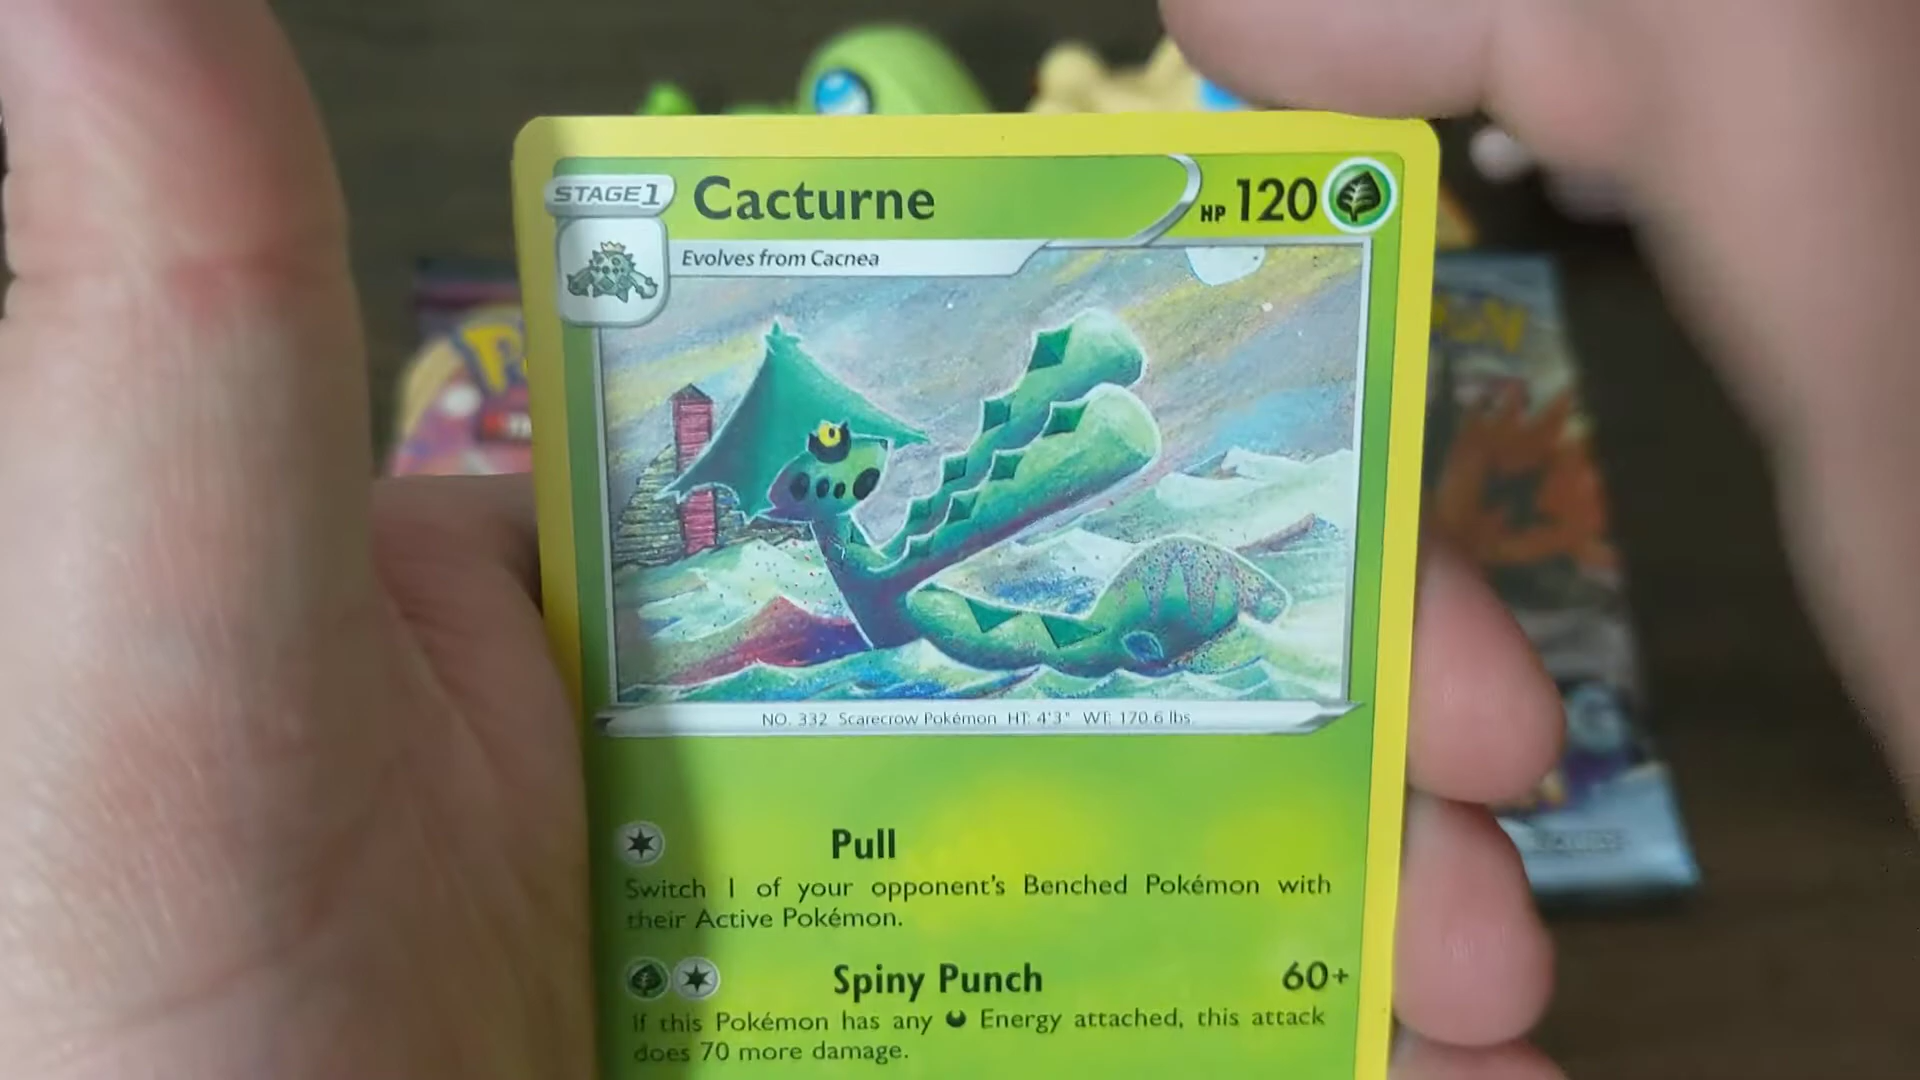 STAGE1
Cacturne
HP 120
Evolves from Cacnea
NO. 332 Scarecrow Pokémon HT: 4'3" WT: 170.6 lbs.
Pull
Switch 1 of your opponent's Benched Pokémon with
their Active Pokémon.
Spiny Punch 60+
If this Pokémon has any Energy attached, this attack
does 70 more damage.